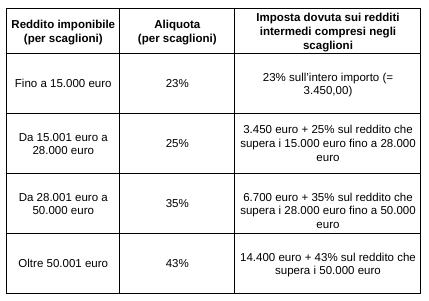 Reddito imponibile
(per scaglioni)
Aliquota
(per scaglioni)
Imposta dovuta sui redditi
intermedi compresi negli
scaglioni
Fino a 15.000 euro
23%
23% sull'intero importo (=
3.450,00)
Da 15.001 euro a
28.000 euro
25%
3.450 euro + 25% sul reddito che
supera i 15.000 euro fino a 28.000
euro
Da 28.001 euro a
50.000 euro
35%
6.700 euro + 35% sul reddito che
supera i 28.000 euro fino a 50.000
euro
Oltre 50.001 euro
43%
14.400 euro + 43% sul reddito che
supera i 50.000 euro